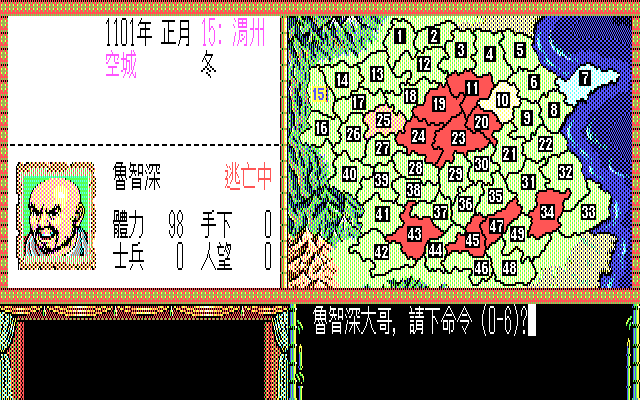 1101年 正月 15: 渭州
空城 冬
魯智深 逃亡中
體力 98 手下 0
士兵 0 人望 0
1 2 3 4 5
12 13 14 6 7
15 17 18 19 11 10 8
16 26 25 24 23 20 9 22
27 21
40 39 28 29 30 31 32
38 35
41 37 36 34 33
43 47 49
42 44 45
46 48
魯智深大哥, 請下命令 (0-6)?